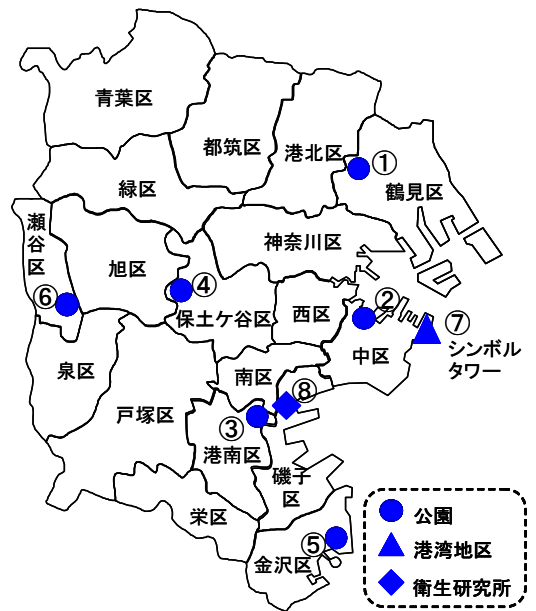 青葉区
都筑区
港北区
①
鶴見区
緑区
瀬
谷
区
旭区
神奈川区
⑥
④
保土ケ谷区
西区
②
⑦
中区
シンボル
タワー
泉区
南区
⑧
戸塚区
③
港南区
磯子
区
栄区
⑤
金沢区
公園
港湾地区
衛生研究所